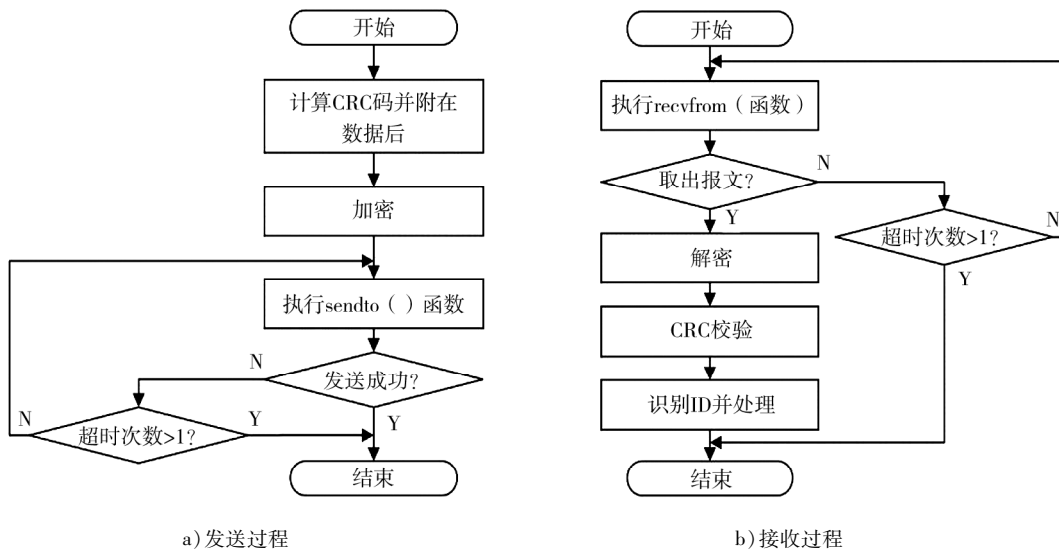 开始
计算CRC码并附在
数据后
加密
执行sendto（ ）函数
发送成功?
N
Y
超时次数>1?
N
Y
结束
a)发送过程
开始
执行recvfrom（函数）
取出报文?
N
Y
超时次数>1?
N
Y
解密
CRC校验
识别ID并处理
结束
b)接收过程